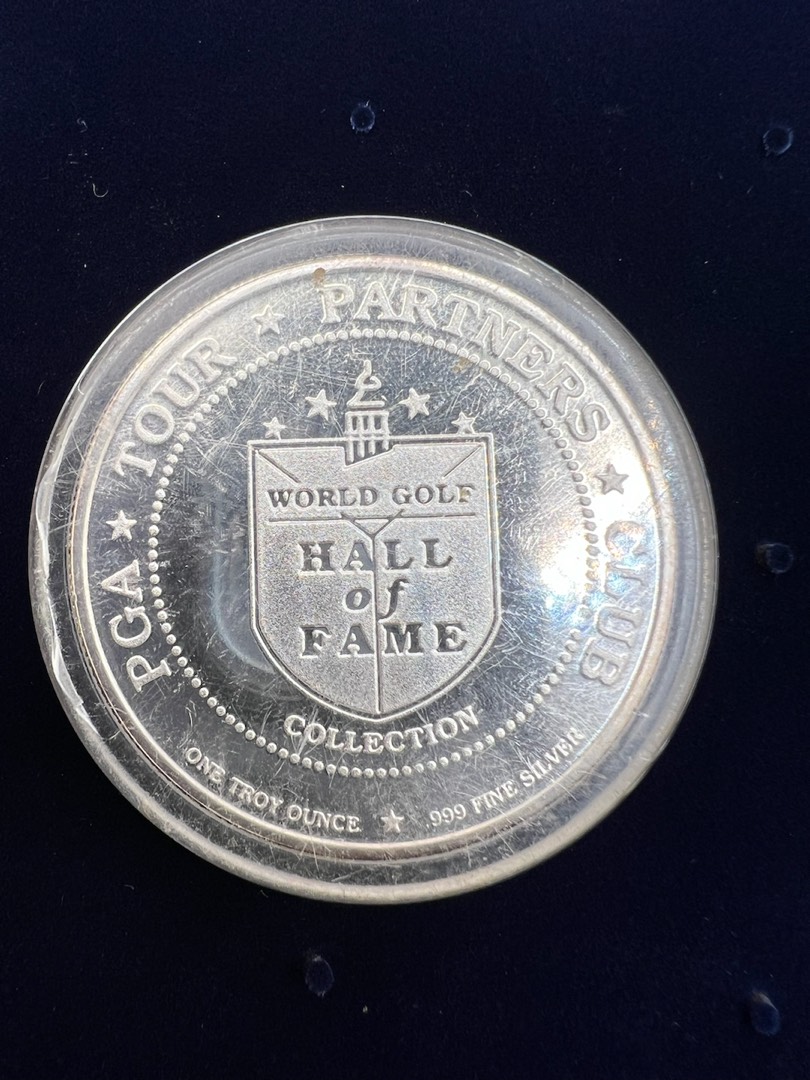 PGA ★ TOUR ★ PARTNERS ★ CLUB
WORLD GOLF
HALL
of
FAME
COLLECTION
ONE TROY OUNCE ★ .999 FINE SILVER